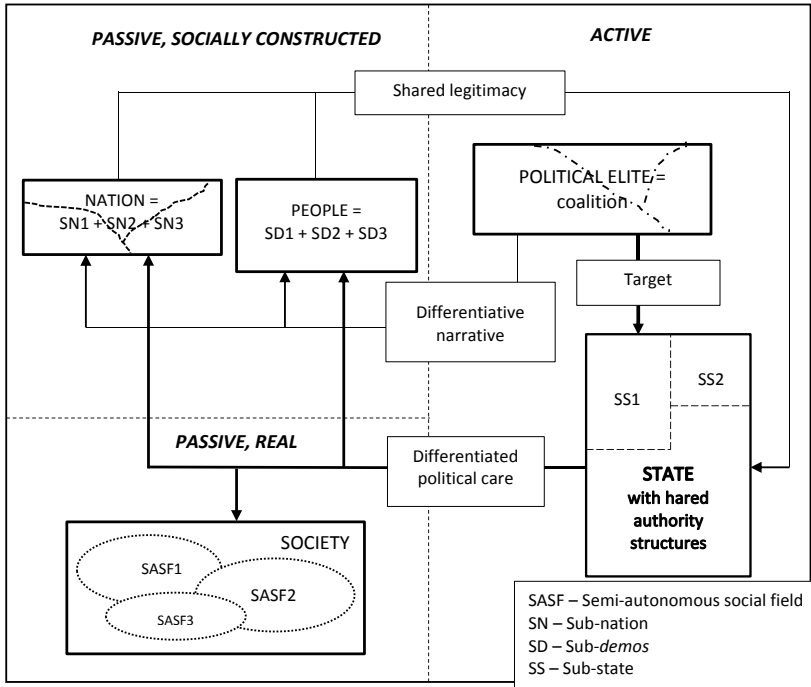 PASSIVE, SOCIALLY CONSTRUCTED
ACTIVE
Shared legitimacy
NATION =
SN1 + SN2 + SN3
PEOPLE =
SD1 + SD2 + SD3
POLITICAL ELITE =
coalition
Target
Differentiative
narrative
SS1
SS2
PASSIVE, REAL
Differentiated
political care
STATE
with hared
authority
structures
SOCIETY
SASF1
SASF2
SASF3
SASF – Semi-autonomous social field
SN – Sub-nation
SD – Sub-demos
SS – Sub-state